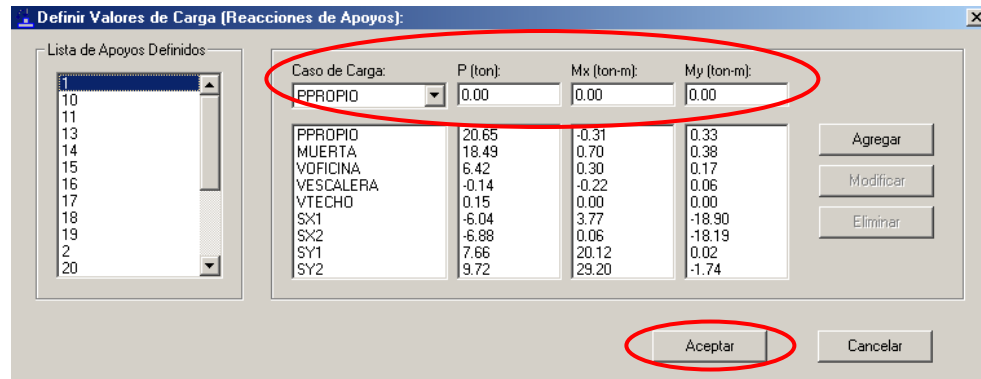 Definir Valores de Carga (Reacciones de Apoyos):
Lista de Apoyos Definidos
1
10
11
13
14
15
16
17
18
19
2
20
Caso de Carga: P (ton): Mx (ton-m): My (ton-m):
PPROPIO 0.00 0.00 0.00
PPROPIO 20.65 -0.31 0.33
MUERTA 18.49 0.70 0.38
VOFICINA 6.42 0.30 0.17
VESCALERA -0.14 -0.22 0.06
VTECHO 0.15 0.00 0.00
SX1 -6.04 3.77 -18.90
SX2 -6.88 0.06 -18.19
SY1 7.66 20.12 0.02
SY2 9.72 29.20 -1.74
Agregar
Modificar
Eliminar
Aceptar Cancelar